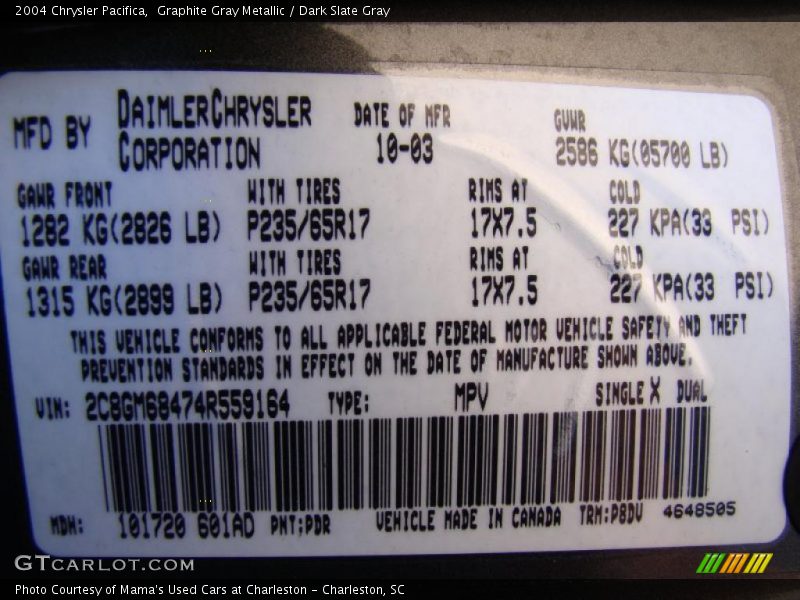 2004 Chrysler Pacifica,  Graphite Gray Metallic / Dark Slate Gray
MFD BY DAIMLERCHRYSLER CORPORATION DATE OF MFR 10-03 GVWR 2586 KG(05700 LB)
GAWR FRONT WITH TIRES RIMS AT COLD
1282 KG(2826 LB) P235/65R17 17X7.5 227 KPA(33 PSI)
GAWR REAR WITH TIRES RIMS AT COLD
1315 KG(2899 LB) P235/65R17 17X7.5 227 KPA(33 PSI)
THIS VEHICLE CONFORMS TO ALL APPLICABLE FEDERAL MOTOR VEHICLE SAFETY AND THEFT
PREVENTION STANDARDS IN EFFECT ON THE DATE OF MANUFACTURE SHOWN ABOVE.
VIN: 2C8GM68474R559164 TYPE: MPV SINGLE X DUAL
MDH: 101720 601AD PNT:PDR VEHICLE MADE IN CANADA TRM:P8DV 4648505
GTCARLOT.COM
Photo Courtesy of Mama's Used Cars at Charleston - Charleston, SC